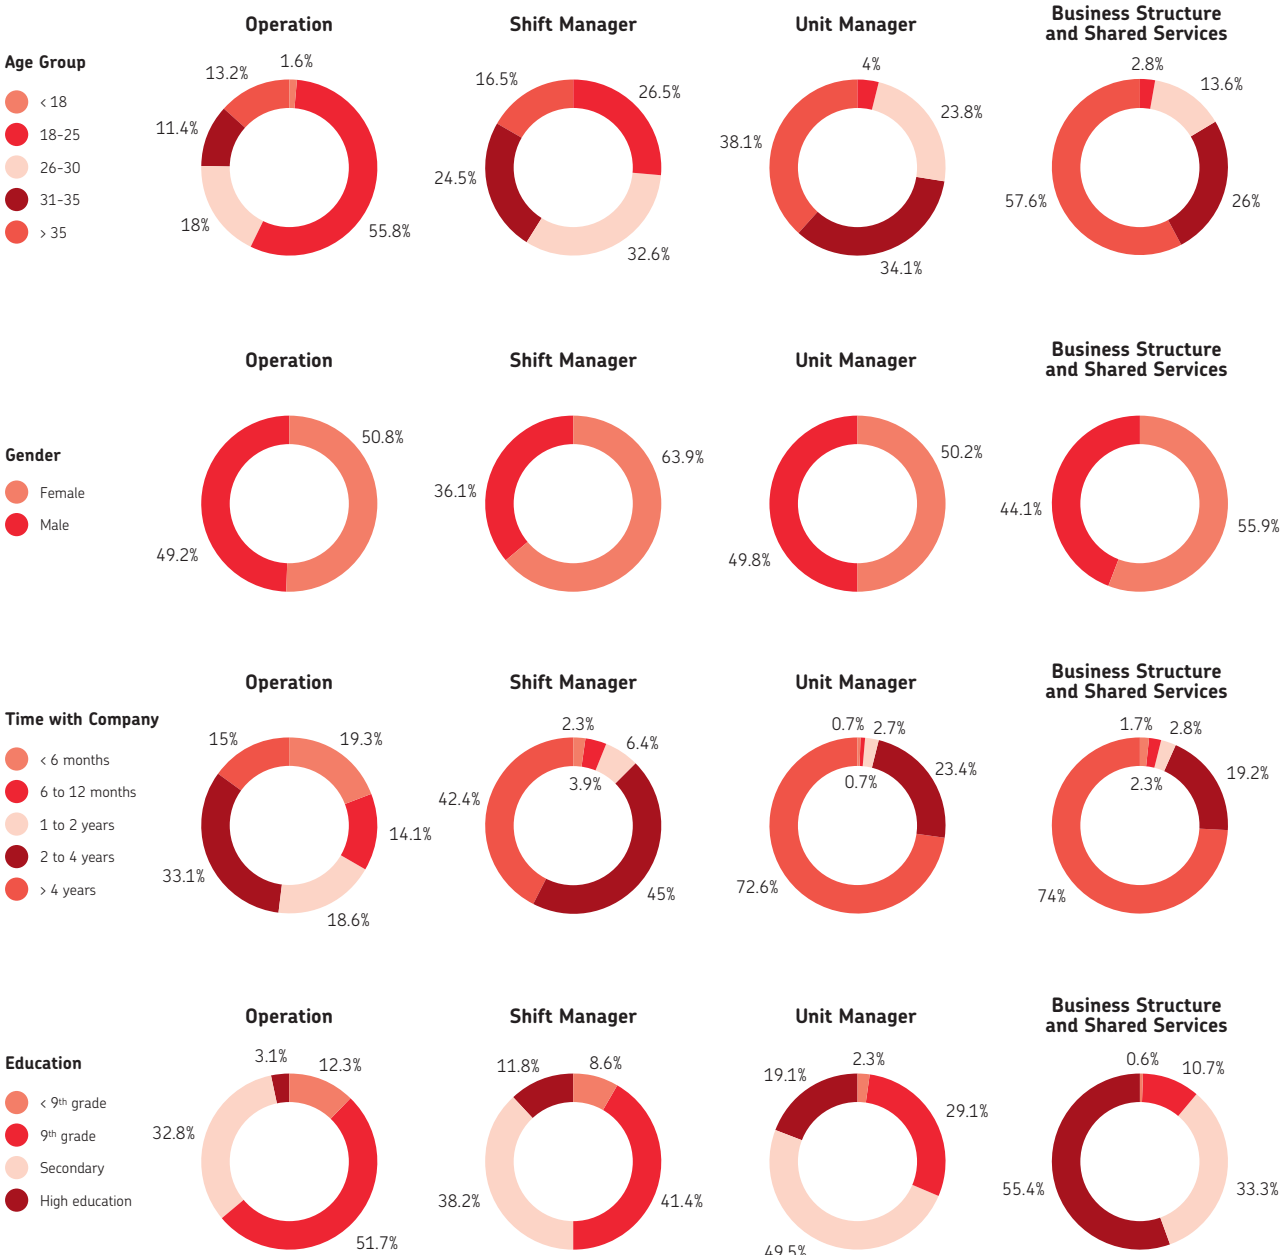 Operation
Shift Manager
Unit Manager
Business Structure
and Shared Services
Age Group
< 18
18-25
26-30
31-35
> 35
1.6%
13.2%
11.4%
18%
55.8%
16.5%
26.5%
24.5%
32.6%
4%
23.8%
38.1%
34.1%
2.8%
13.6%
57.6%
26%
Operation
Shift Manager
Unit Manager
Business Structure
and Shared Services
Gender
Female
Male
50.8%
49.2%
63.9%
36.1%
50.2%
49.8%
44.1%
55.9%
Operation
Shift Manager
Unit Manager
Business Structure
and Shared Services
Time with Company
< 6 months
6 to 12 months
1 to 2 years
2 to 4 years
> 4 years
15%
19.3%
14.1%
33.1%
18.6%
2.3%
6.4%
3.9%
42.4%
45%
0.7%
2.7%
0.7%
23.4%
72.6%
1.7%
2.8%
2.3%
19.2%
74%
Operation
Shift Manager
Unit Manager
Business Structure
and Shared Services
Education
< 9th grade
9th grade
Secondary
High education
3.1%
12.3%
32.8%
51.7%
11.8%
8.6%
38.2%
41.4%
2.3%
19.1%
29.1%
49.5%
0.6%
10.7%
55.4%
33.3%